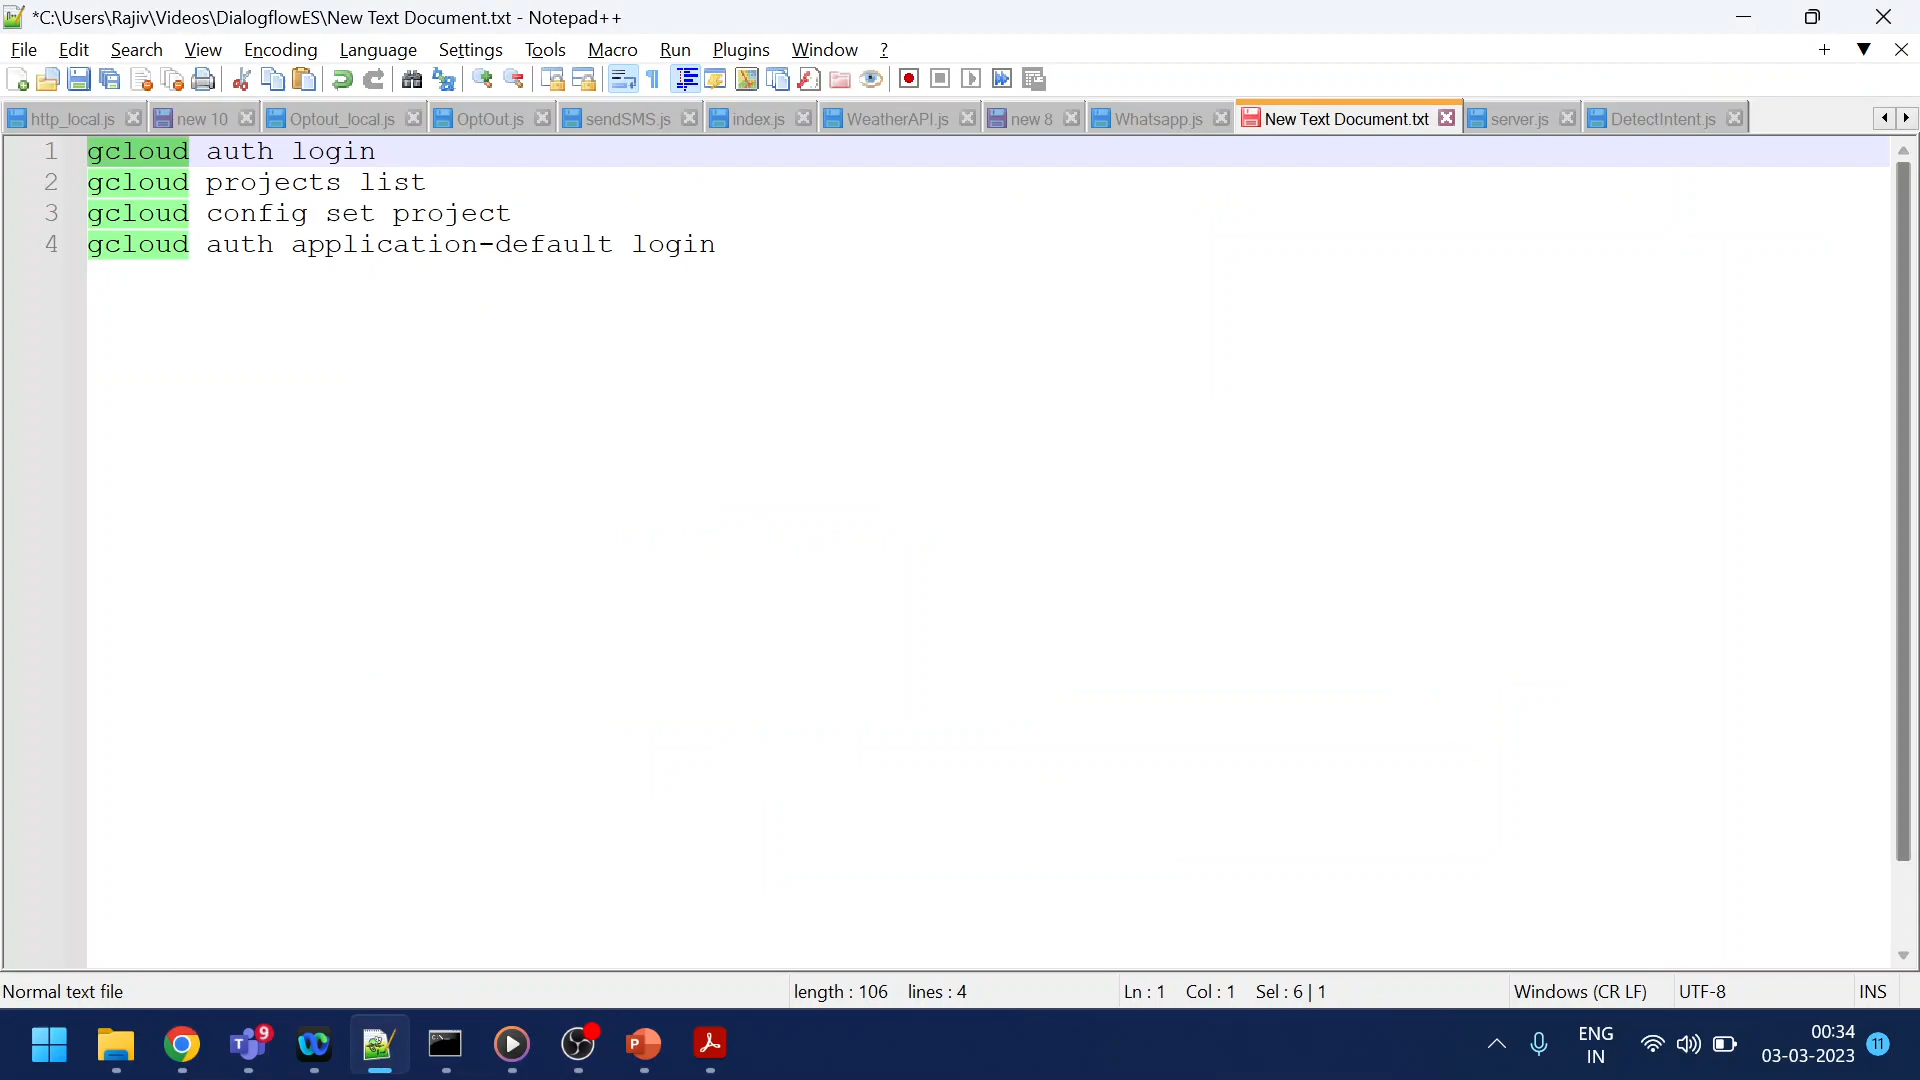 *C:\Users\Rajiv\Videos\DialogflowES\New Text Document.txt - Notepad++
File Edit Search View Encoding Language Settings Tools Macro Run Plugins Window ?
http_local.js new 10 Optout_local.js OptOut.js sendSMS.js index.js WeatherAPI.js new 8 Whatsapp.js New Text Document.txt server.js DetectIntent.js
1 gcloud auth login
2 gcloud projects list
3 gcloud config set project
4 gcloud auth application-default login
Normal text file length : 106 lines : 4 Ln : 1 Col : 1 Sel : 6 | 1 Windows (CR LF) UTF-8 INS
9
ENG
IN
00:34
03-03-2023
11